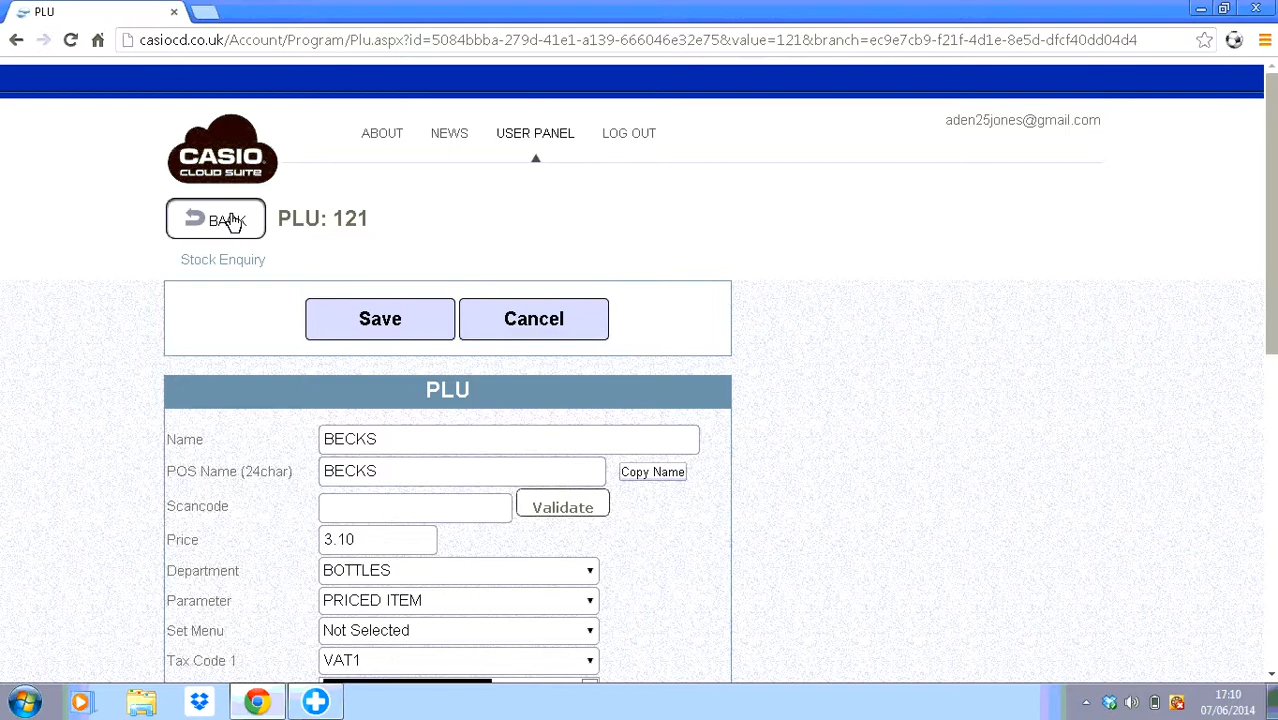 PLU
casiocd.co.uk/Account/Program/Plu.aspx?id=5084bbba-279d-41e1-a139-666046e32e75&value=121&branch=ec9e7cb9-f21f-4d1e-8e5d-dfcf40dd04d4
aden25jones@gmail.com
ABOUT NEWS USER PANEL LOG OUT
CASIO
CLOUD SUITE
BACK PLU: 121
Stock Enquiry
Save Cancel
PLU
Name BECKS
POS Name (24char) BECKS Copy Name
Scancode Validate
Price 3.10
Department BOTTLES
Parameter PRICED ITEM
Set Menu Not Selected
Tax Code 1 VAT1
17:10
07/06/2014